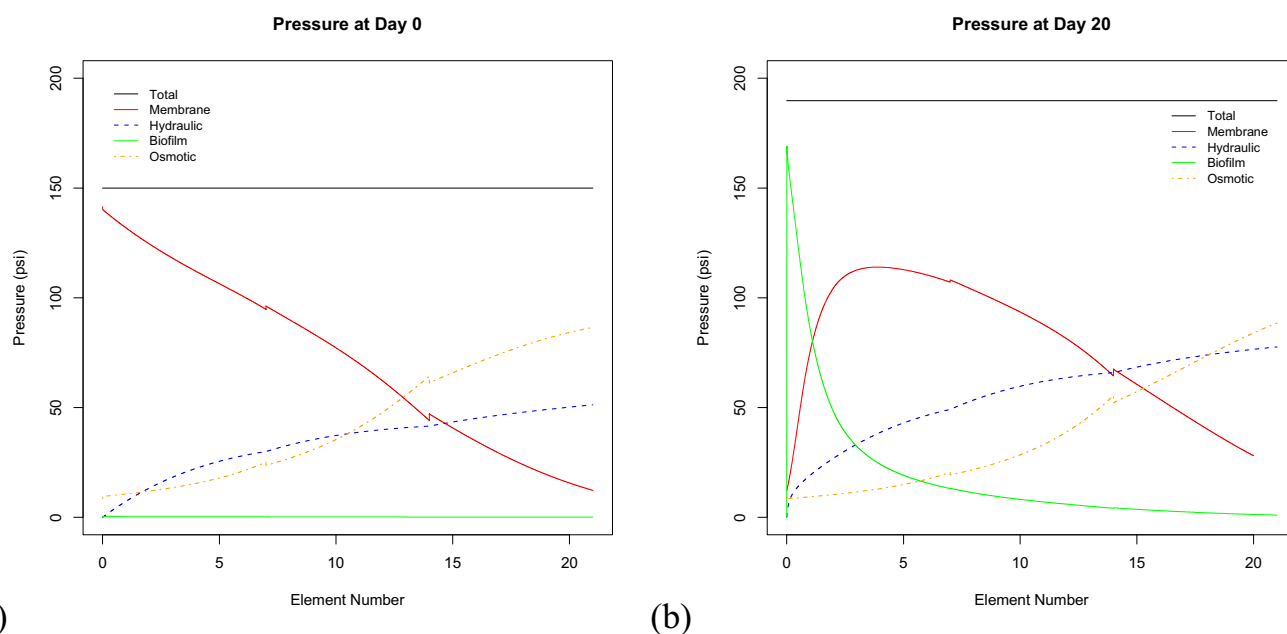 Pressure at Day 0
200
150
100
50
0
Pressure (psi)
Total
Membrane
Hydraulic
Biofilm
Osmotic
0 5 10 15 20
Element Number
)
Pressure at Day 20
200
150
100
50
0
Pressure (psi)
Total
Membrane
Hydraulic
Biofilm
Osmotic
0 5 10 15 20
Element Number
(b)